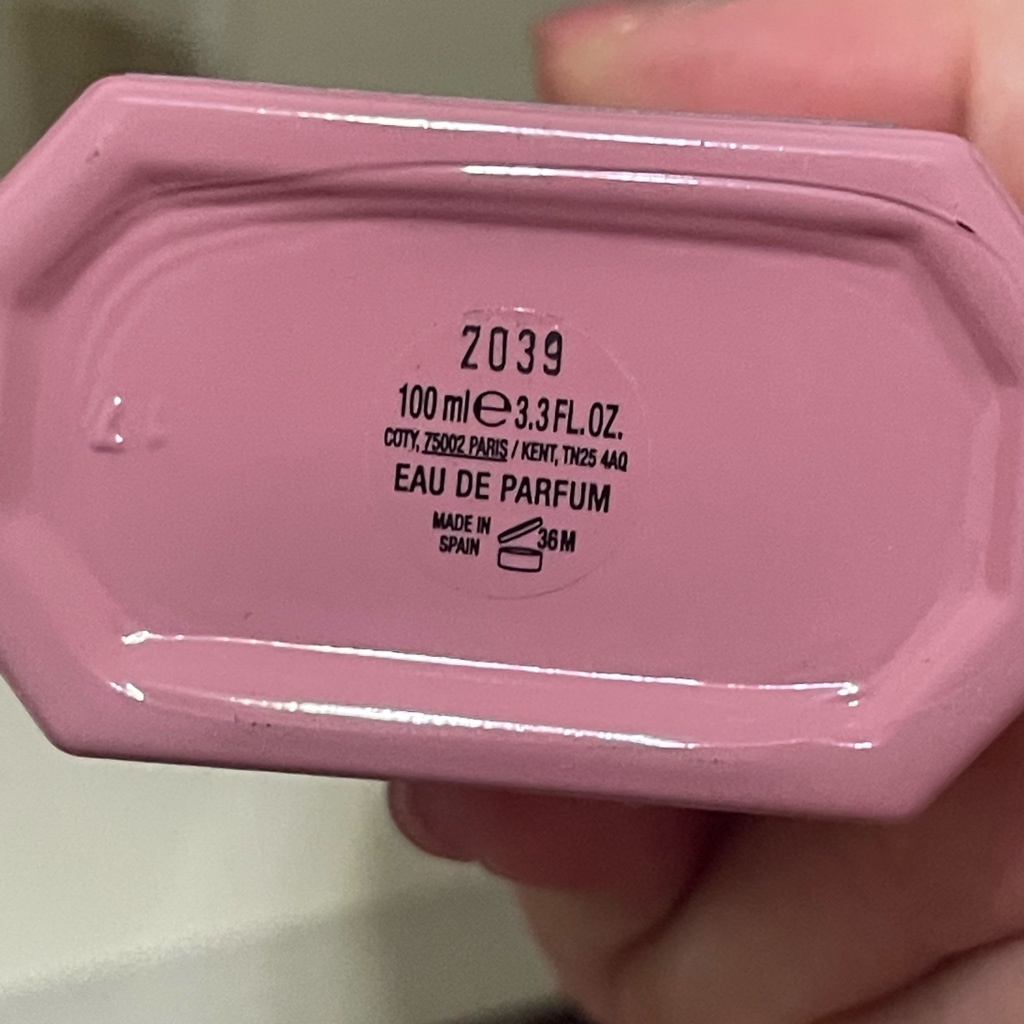 2039
100 ml e 3.3 FL. OZ.
COTY, 75002 PARIS / KENT, TN25 4AQ
EAU DE PARFUM
MADE IN
SPAIN
36 M